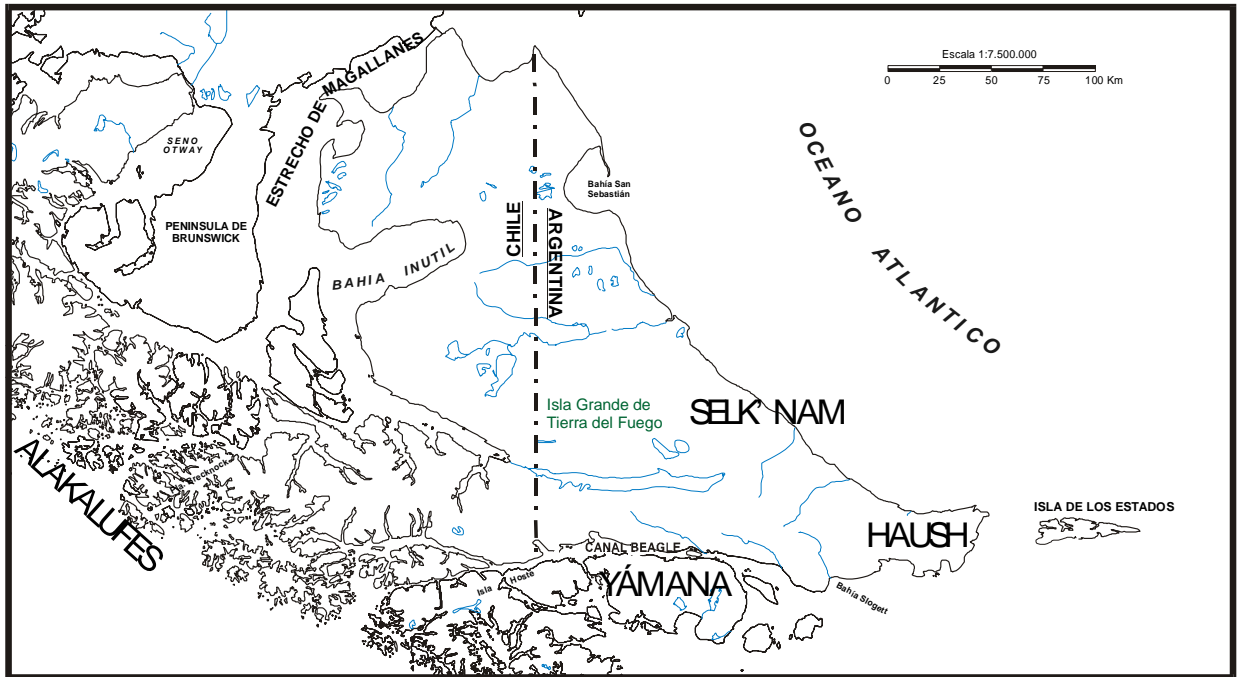 Escala 1:7.500.000
0 25 50 75 100 Km
ESTRECHO DE MAGALLANES
SENO
OTWAY
OCEANO ATLANTICO
Bahía San
Sebastián
PENINSULA DE
BRUNSWICK
CHILE
ARGENTINA
BAHIA INUTIL
Isla Grande de
Tierra del Fuego
SELK' NAM
ALAKALUFES
Brecknock
ISLA DE LOS ESTADOS
HAUSH
CANAL BEAGLE
YÁMANA
Isla Hoste
Bahía Slogett